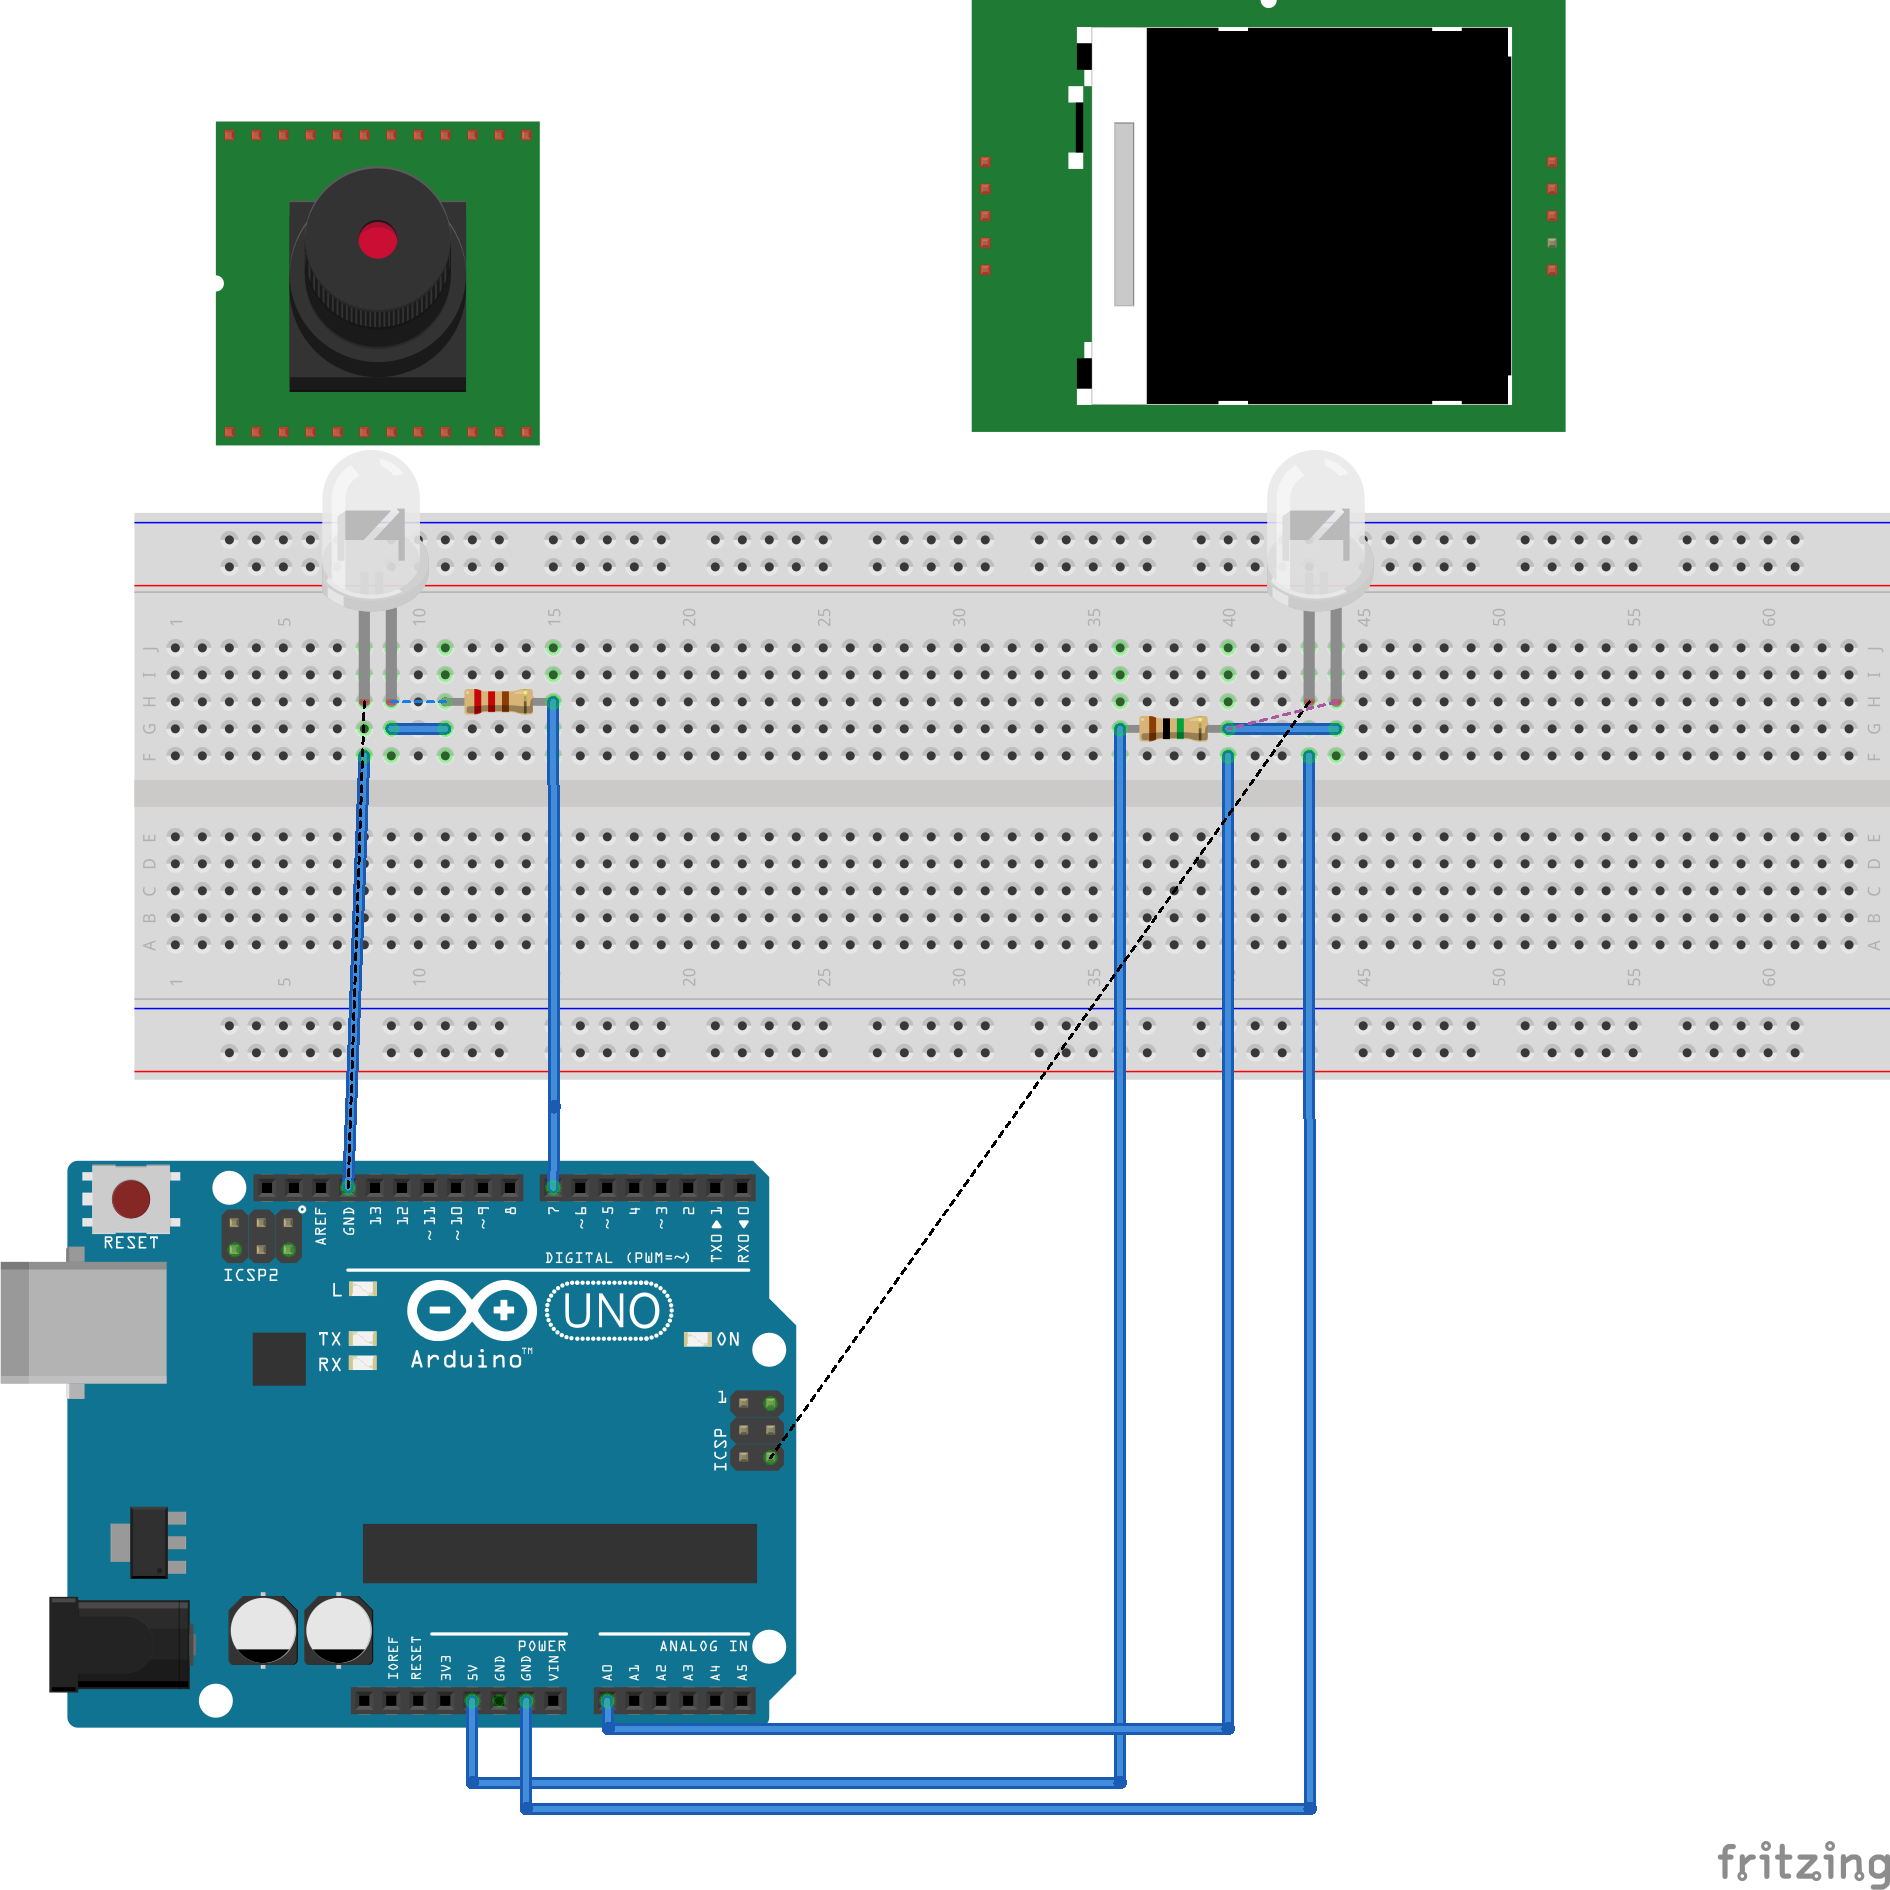 1 5 10 15 20 25 30 35 40 45 50 55 60
J J
I I
H H
G G
F F
E E
D D
C C
B B
A A
1 5 10 15 20 25 30 35 45 50 55 60
RESET
AREF GND 13 12 ~11 ~10 ~9 8 7 ~6 ~5 4 ~3 2 TX0▶1 RX0◀0
DIGITAL (PWM=~)
ICSP2
L
TX
RX
UNO
ON
Arduino™
1
ICSP
POWER
ANALOG IN
IOREF RESET 3V3 5V GND GND VIN A0 A1 A2 A3 A4 A5
fritzing